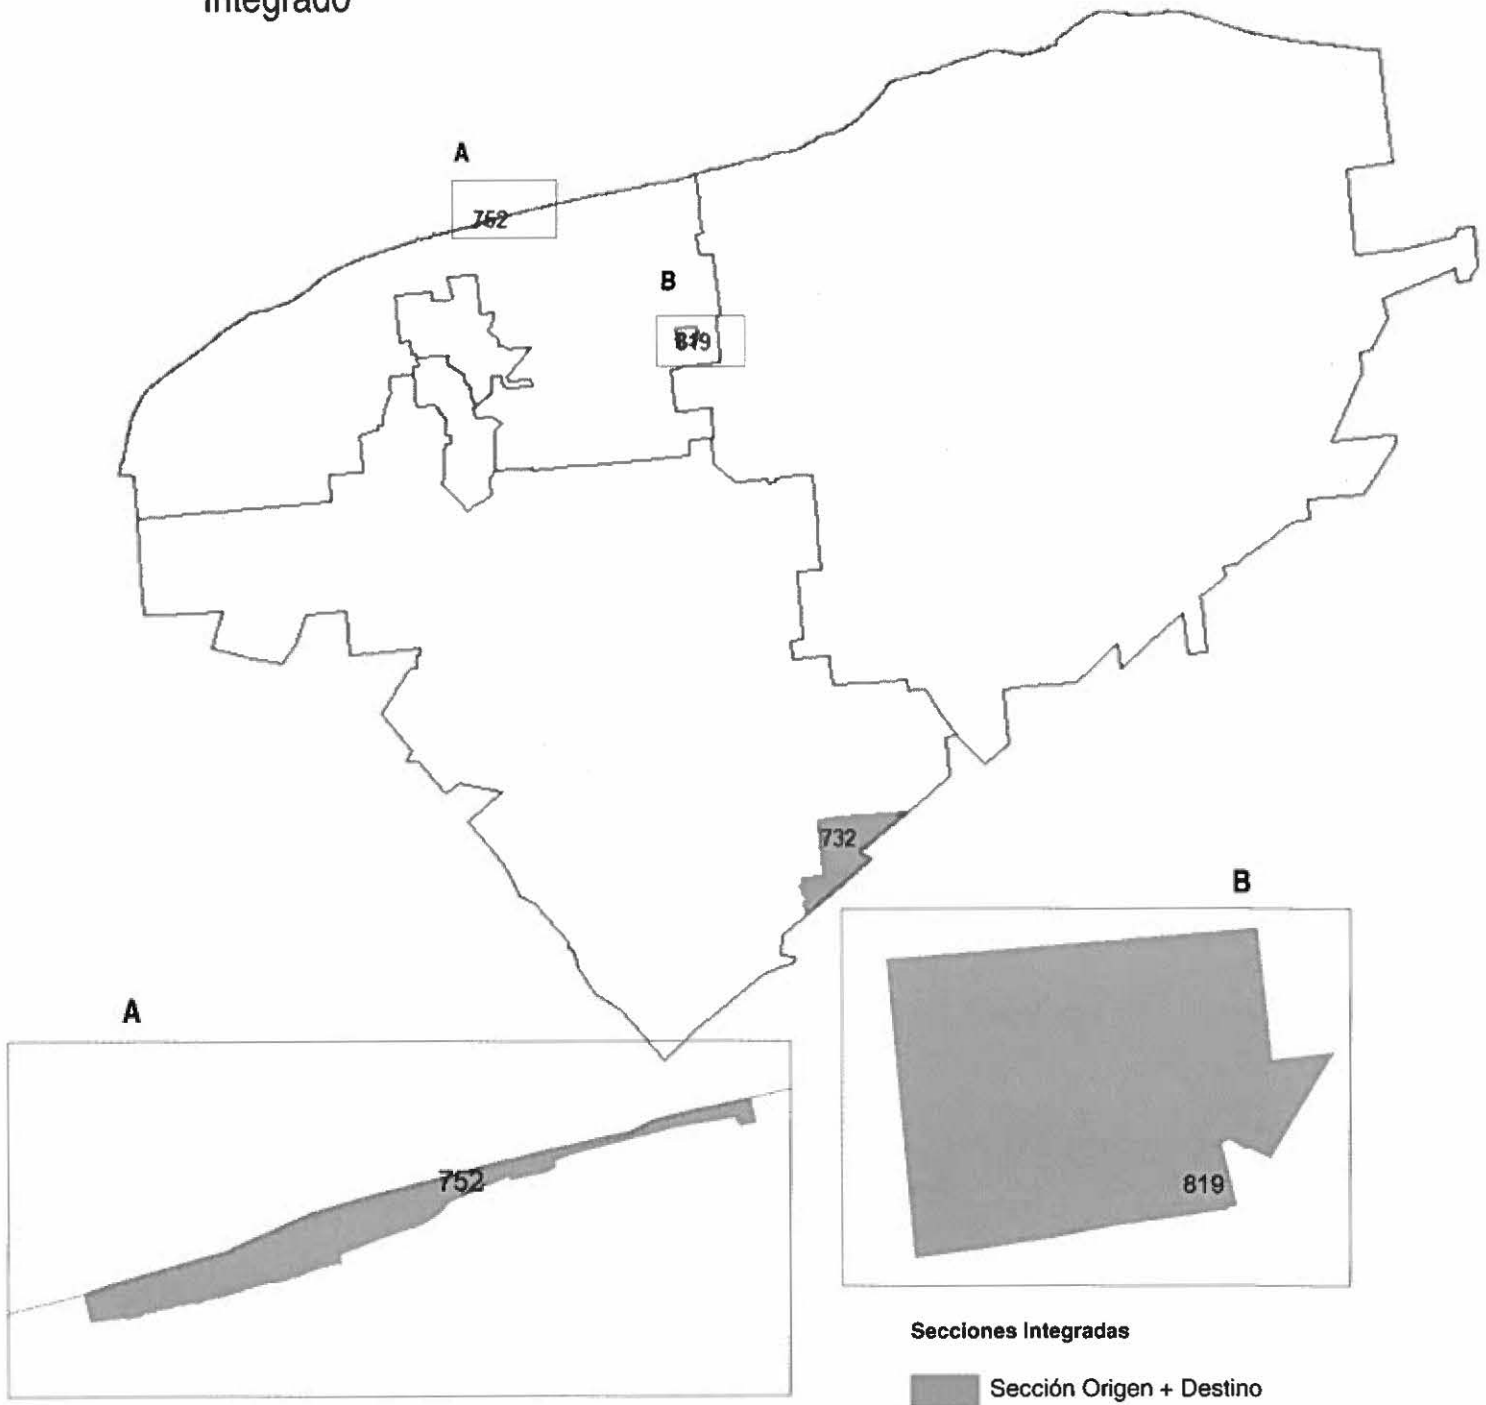 Integrado
A
752
B
819
732
B
A
752
819
Secciones Integradas
Sección Origen + Destino